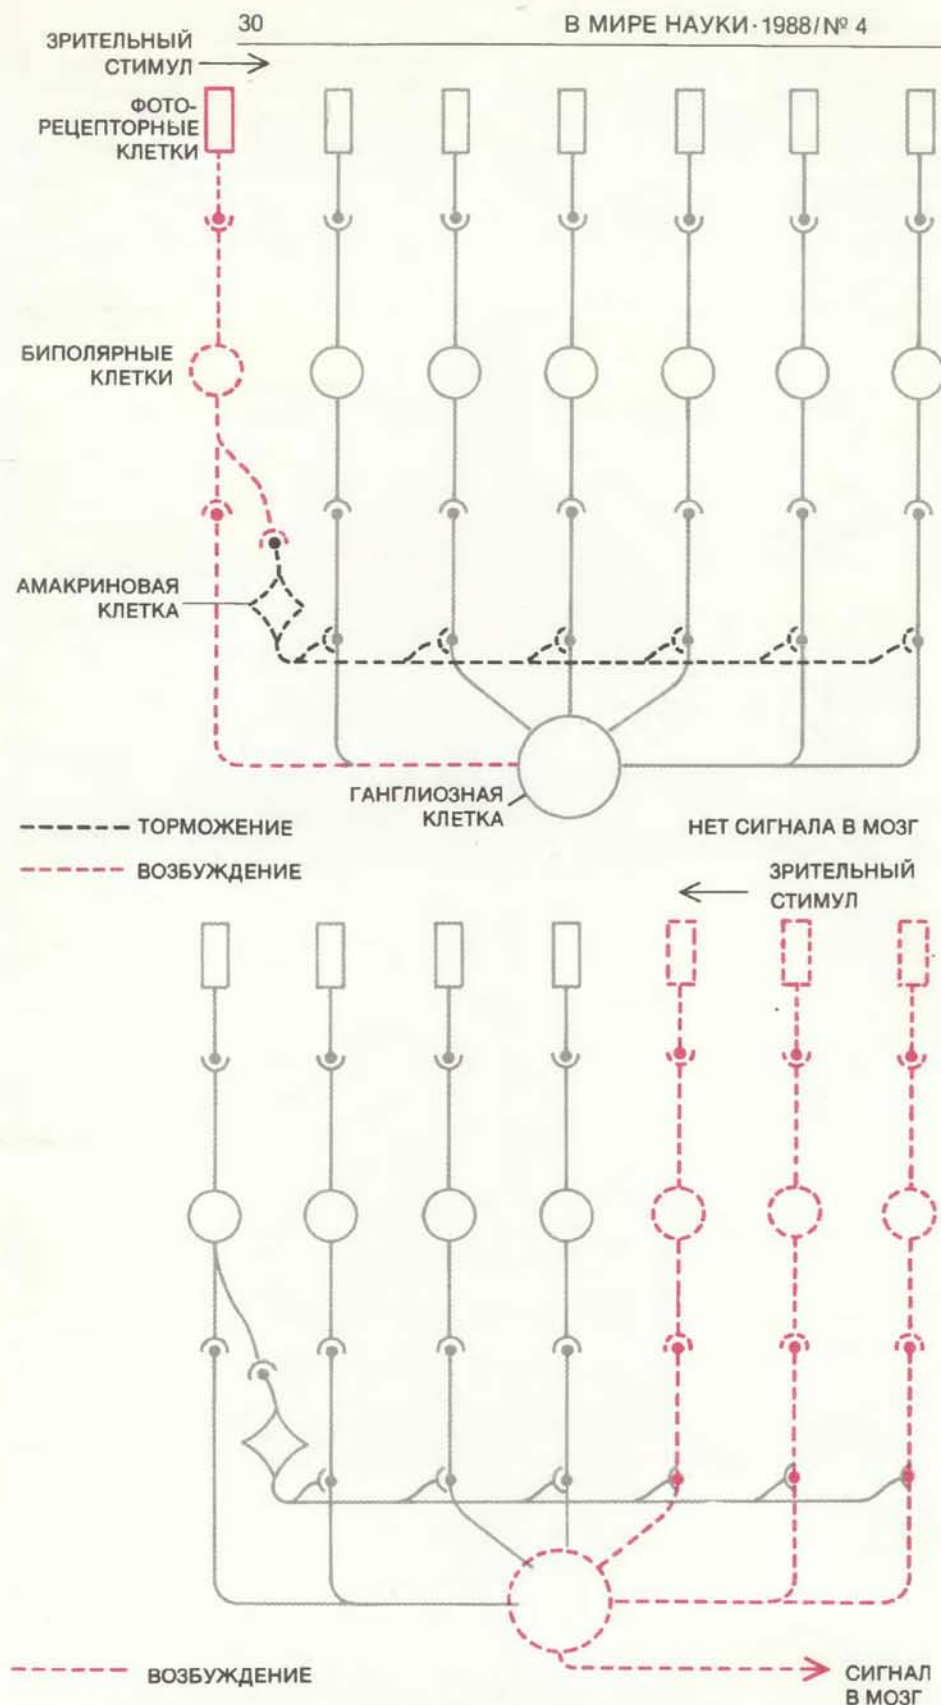 30
В МИРЕ НАУКИ · 1988/№ 4
ЗРИТЕЛЬНЫЙ
СТИМУЛ
ФОТО-
РЕЦЕПТОРНЫЕ
КЛЕТКИ
БИПОЛЯРНЫЕ
КЛЕТКИ
АМАКРИНОВАЯ
КЛЕТКА
ГАНГЛИОЗНАЯ
КЛЕТКА
ТОРМОЖЕНИЕ
НЕТ СИГНАЛА В МОЗГ
ВОЗБУЖДЕНИЕ
ЗРИТЕЛЬНЫЙ
СТИМУЛ
ВОЗБУЖДЕНИЕ
СИГНАЛ
В МОЗГ